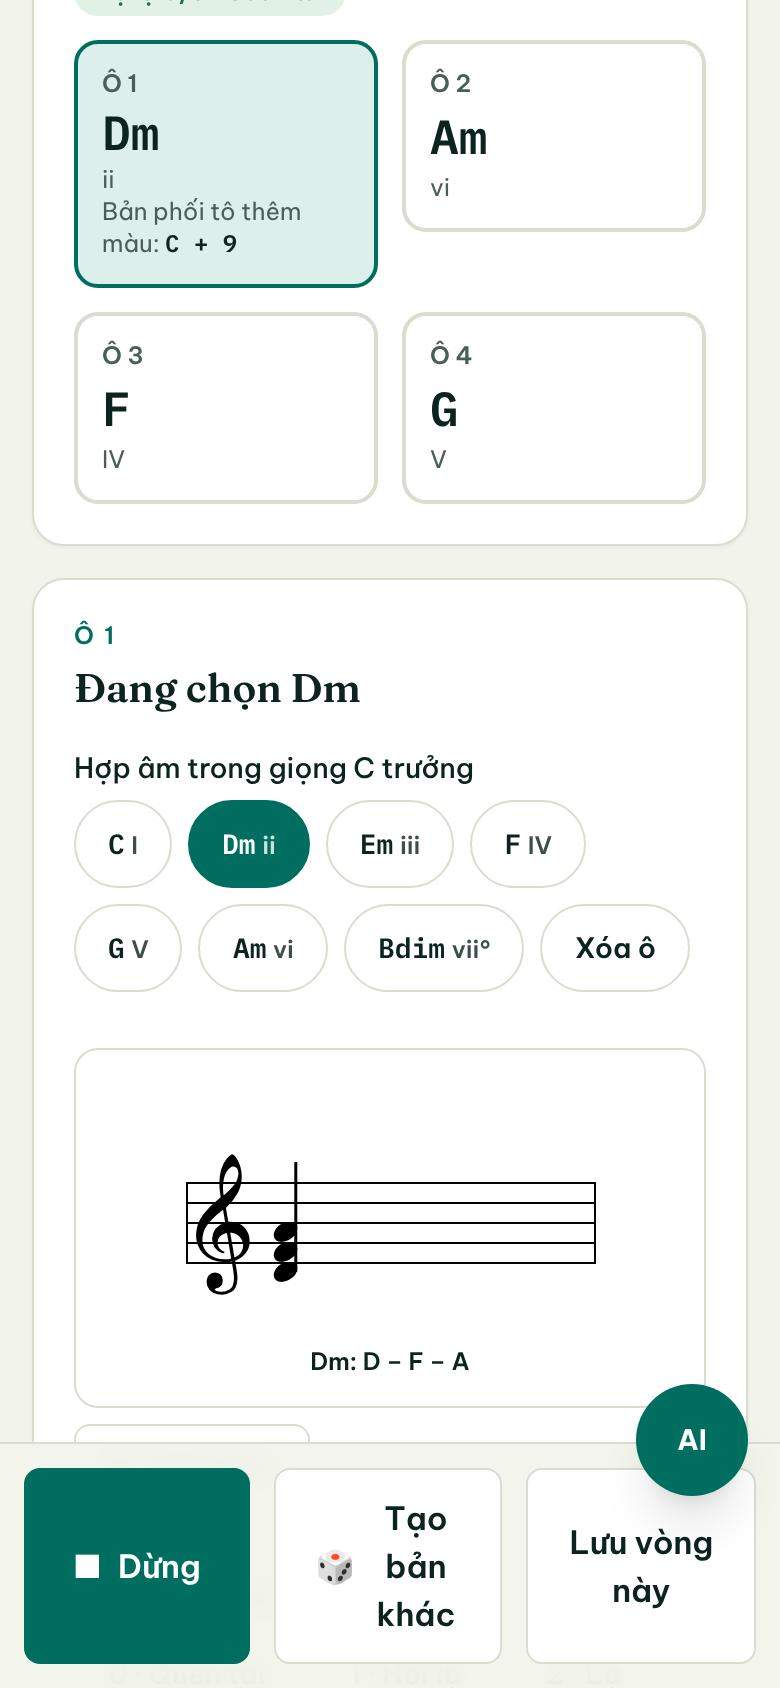 Ô 1
Dm
ii
Bản phối tô thêm
màu: C + 9
Ô 2
Am
vi
Ô 3
F
IV
Ô 4
G
V
Ô 1
Đang chọn Dm
Hợp âm trong giọng C trưởng
C I
Dm ii
Em iii
F IV
G V
Am vi
Bdim vii°
Xóa ô
Dm: D – F – A
AI
Dừng
Tạo
bản
khác
Lưu vòng
này